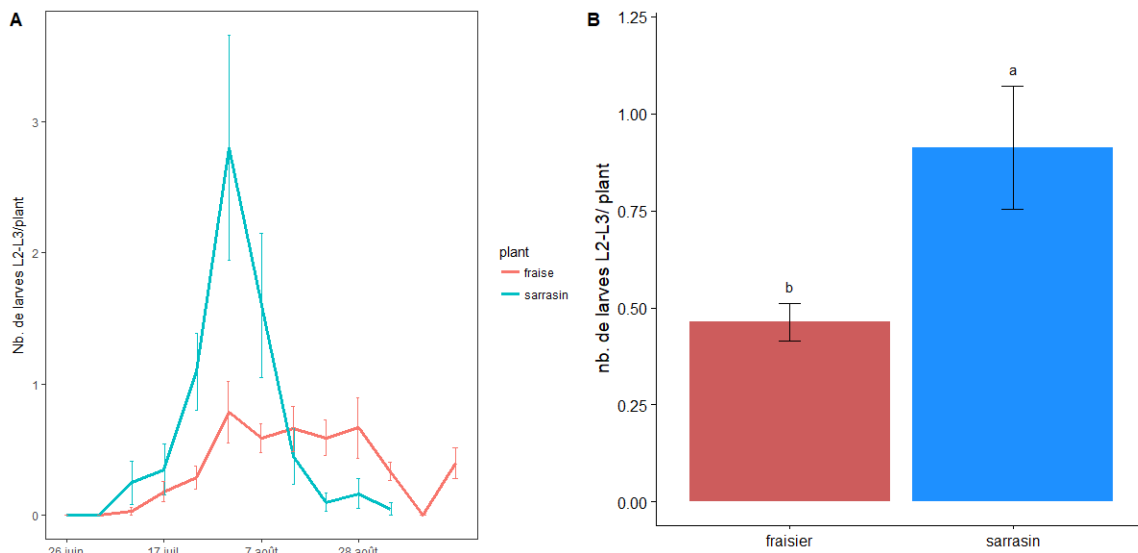 A
Nb. de larves L2-L3/plant
3
2
1
0
26 juin
17 juil
7 août
28 août
plant
fraise
sarrasin
B
nb. de larves L2-L3/ plant
1.25
1.00
0.75
0.50
0.25
0.00
b
a
fraisier
sarrasin